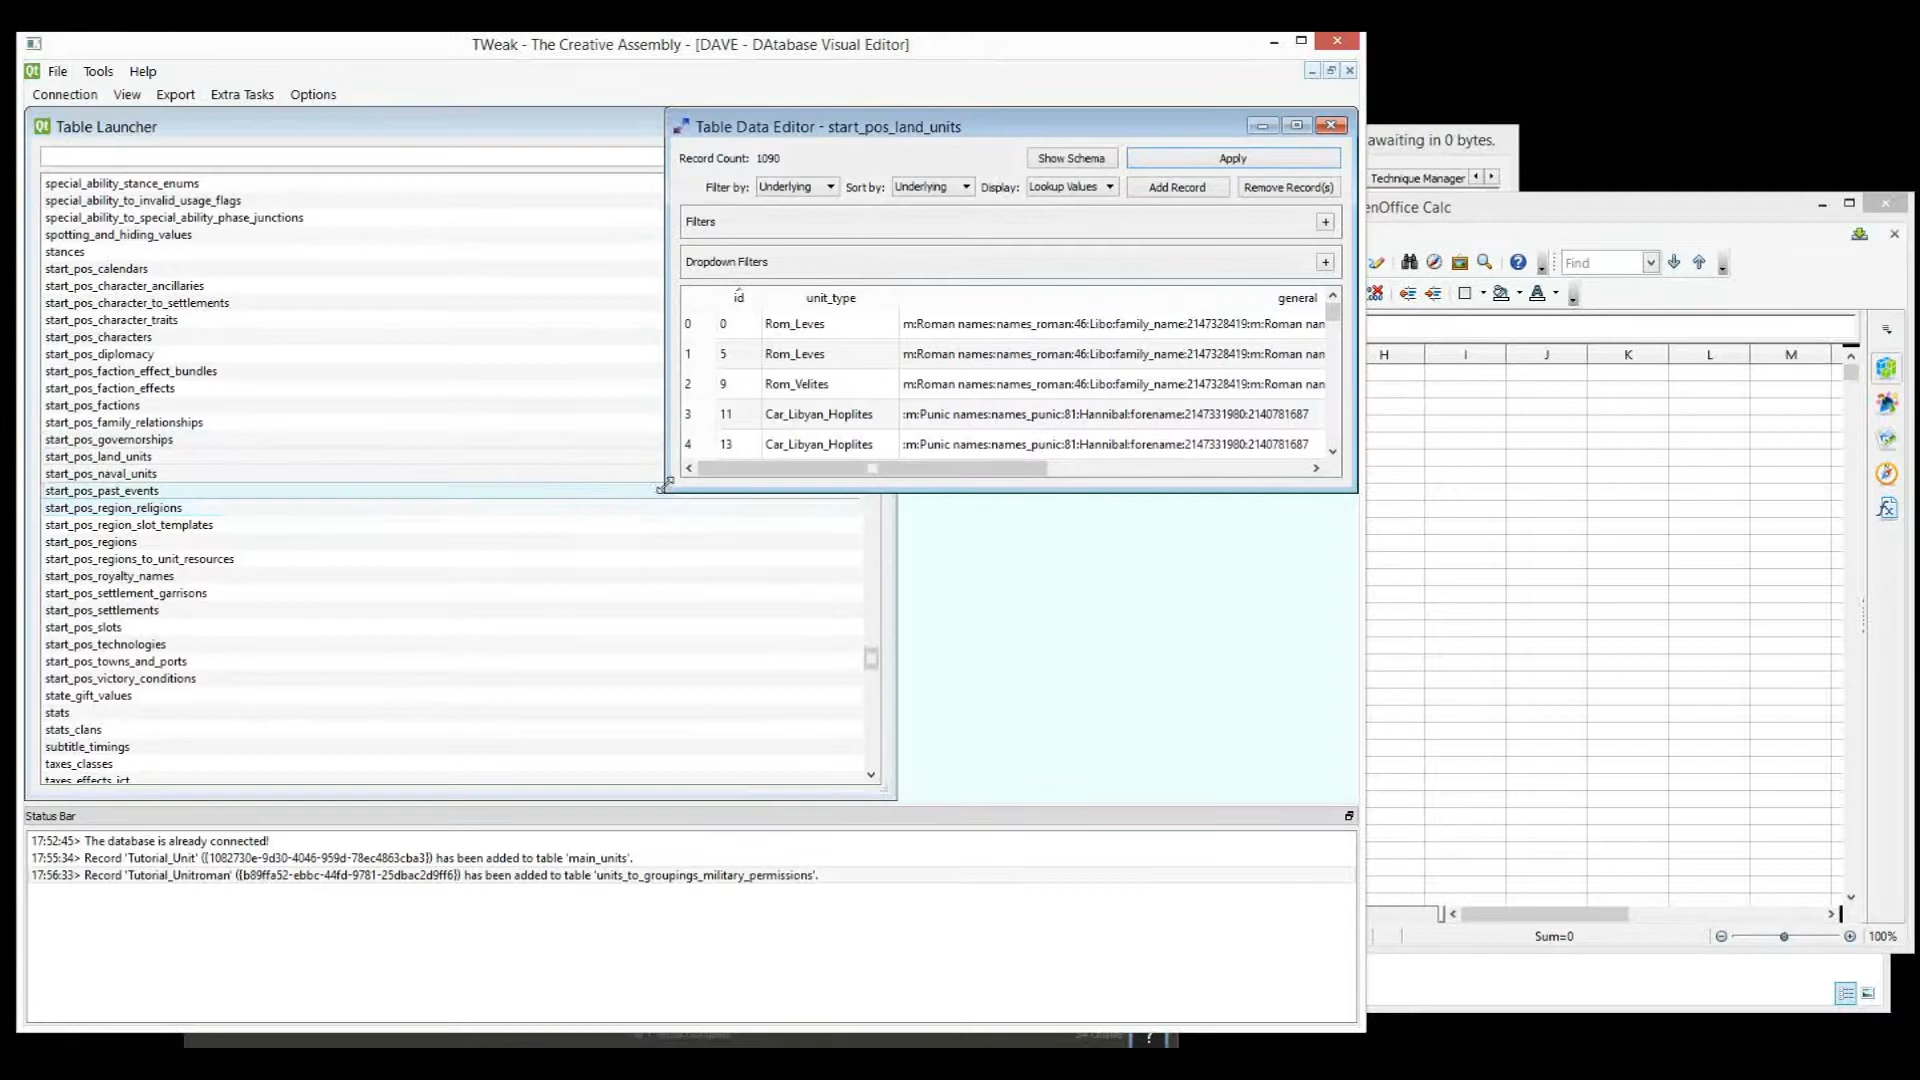 TWeak - The Creative Assembly - [DAVE - DAtabase Visual Editor]
Qt File Tools Help
Connection View Export Extra Tasks Options
Qt Table Launcher
special_ability_stance_enums
special_ability_to_invalid_usage_flags
special_ability_to_special_ability_phase_junctions
spotting_and_hiding_values
stances
start_pos_calendars
start_pos_character_ancillaries
start_pos_character_to_settlements
start_pos_character_traits
start_pos_characters
start_pos_diplomacy
start_pos_faction_effect_bundles
start_pos_faction_effects
start_pos_factions
start_pos_family_relationships
start_pos_governorships
start_pos_land_units
start_pos_naval_units
start_pos_past_events
start_pos_region_religions
start_pos_region_slot_templates
start_pos_regions
start_pos_regions_to_unit_resources
start_pos_royalty_names
start_pos_settlement_garrisons
start_pos_settlements
start_pos_slots
start_pos_technologies
start_pos_towns_and_ports
start_pos_victory_conditions
state_gift_values
stats
stats_clans
subtitle_timings
taxes_classes
taxes_effects_jct
Table Data Editor - start_pos_land_units
Record Count: 1090 Show Schema Apply
Filter by: Underlying Sort by: Underlying Display: Lookup Values Add Record Remove Record(s)
Filters +
Dropdown Filters +
id unit_type general
0 0 Rom_Leves m:Roman names:names_roman:46:Libo:family_name:2147328419:m:Roman nan
1 5 Rom_Leves m:Roman names:names_roman:46:Libo:family_name:2147328419:m:Roman nan
2 9 Rom_Velites m:Roman names:names_roman:46:Libo:family_name:2147328419:m:Roman nan
3 11 Car_Libyan_Hoplites :m:Punic names:names_punic:81:Hannibal:forename:2147331980:2140781687
4 13 Car_Libyan_Hoplites :m:Punic names:names_punic:81:Hannibal:forename:2147331980:2140781687
Status Bar
17:52:45> The database is already connected!
17:55:34> Record 'Tutorial_Unit' ({1082730e-9d30-4046-959d-78ec4863cba3}) has been added to table 'main_units'.
17:56:33> Record 'Tutorial_Unitroman' ({b89ffa52-ebbc-44fd-9781-25dbac2d9ff6}) has been added to table 'units_to_groupings_military_permissions'.
awaiting in 0 bytes.
Technique Manager
enOffice Calc
Find
H I J K L M
Sum=0 100%
?